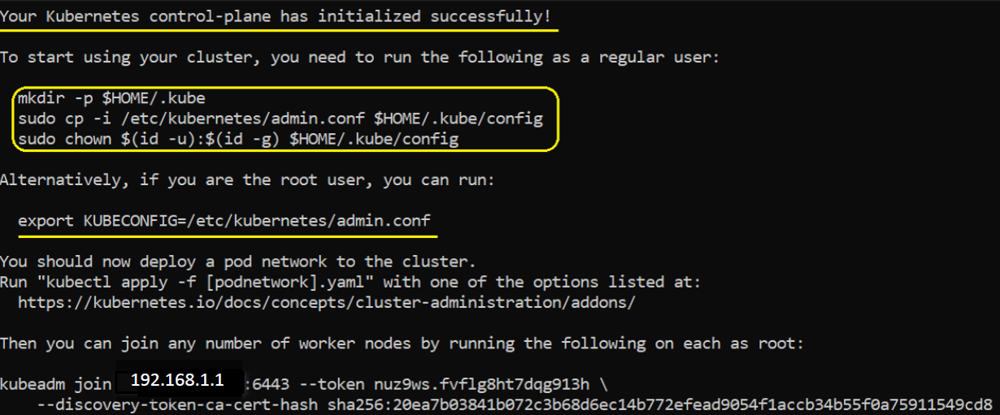 Your Kubernetes control-plane has initialized successfully!
To start using your cluster, you need to run the following as a regular user:
mkdir -p $HOME/.kube
sudo cp -i /etc/kubernetes/admin.conf $HOME/.kube/config
sudo chown $(id -u):$(id -g) $HOME/.kube/config
Alternatively, if you are the root user, you can run:
export KUBECONFIG=/etc/kubernetes/admin.conf
You should now deploy a pod network to the cluster.
Run "kubectl apply -f [podnetwork].yaml" with one of the options listed at:
https://kubernetes.io/docs/concepts/cluster-administration/addons/
Then you can join any number of worker nodes by running the following on each as root:
kubeadm join 192.168.1.1 :6443 --token nuz9ws.fvflg8ht7dqg913h \
--discovery-token-ca-cert-hash sha256:20ea7b03841b072c3b68d6ec14b772efead9054f1accb34b55f0a75911549cd8